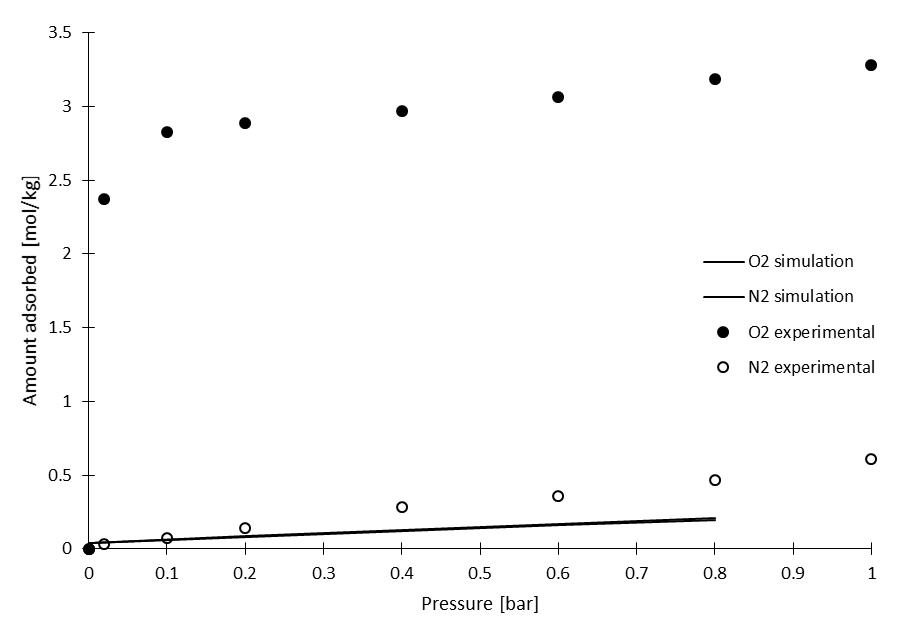 3.5
3
2.5
2
1.5
1
0.5
0
Amount adsorbed [mol/kg]
O2 simulation
N2 simulation
O2 experimental
N2 experimental
0 0.1 0.2 0.3 0.4 0.5 0.6 0.7 0.8 0.9 1
Pressure [bar]